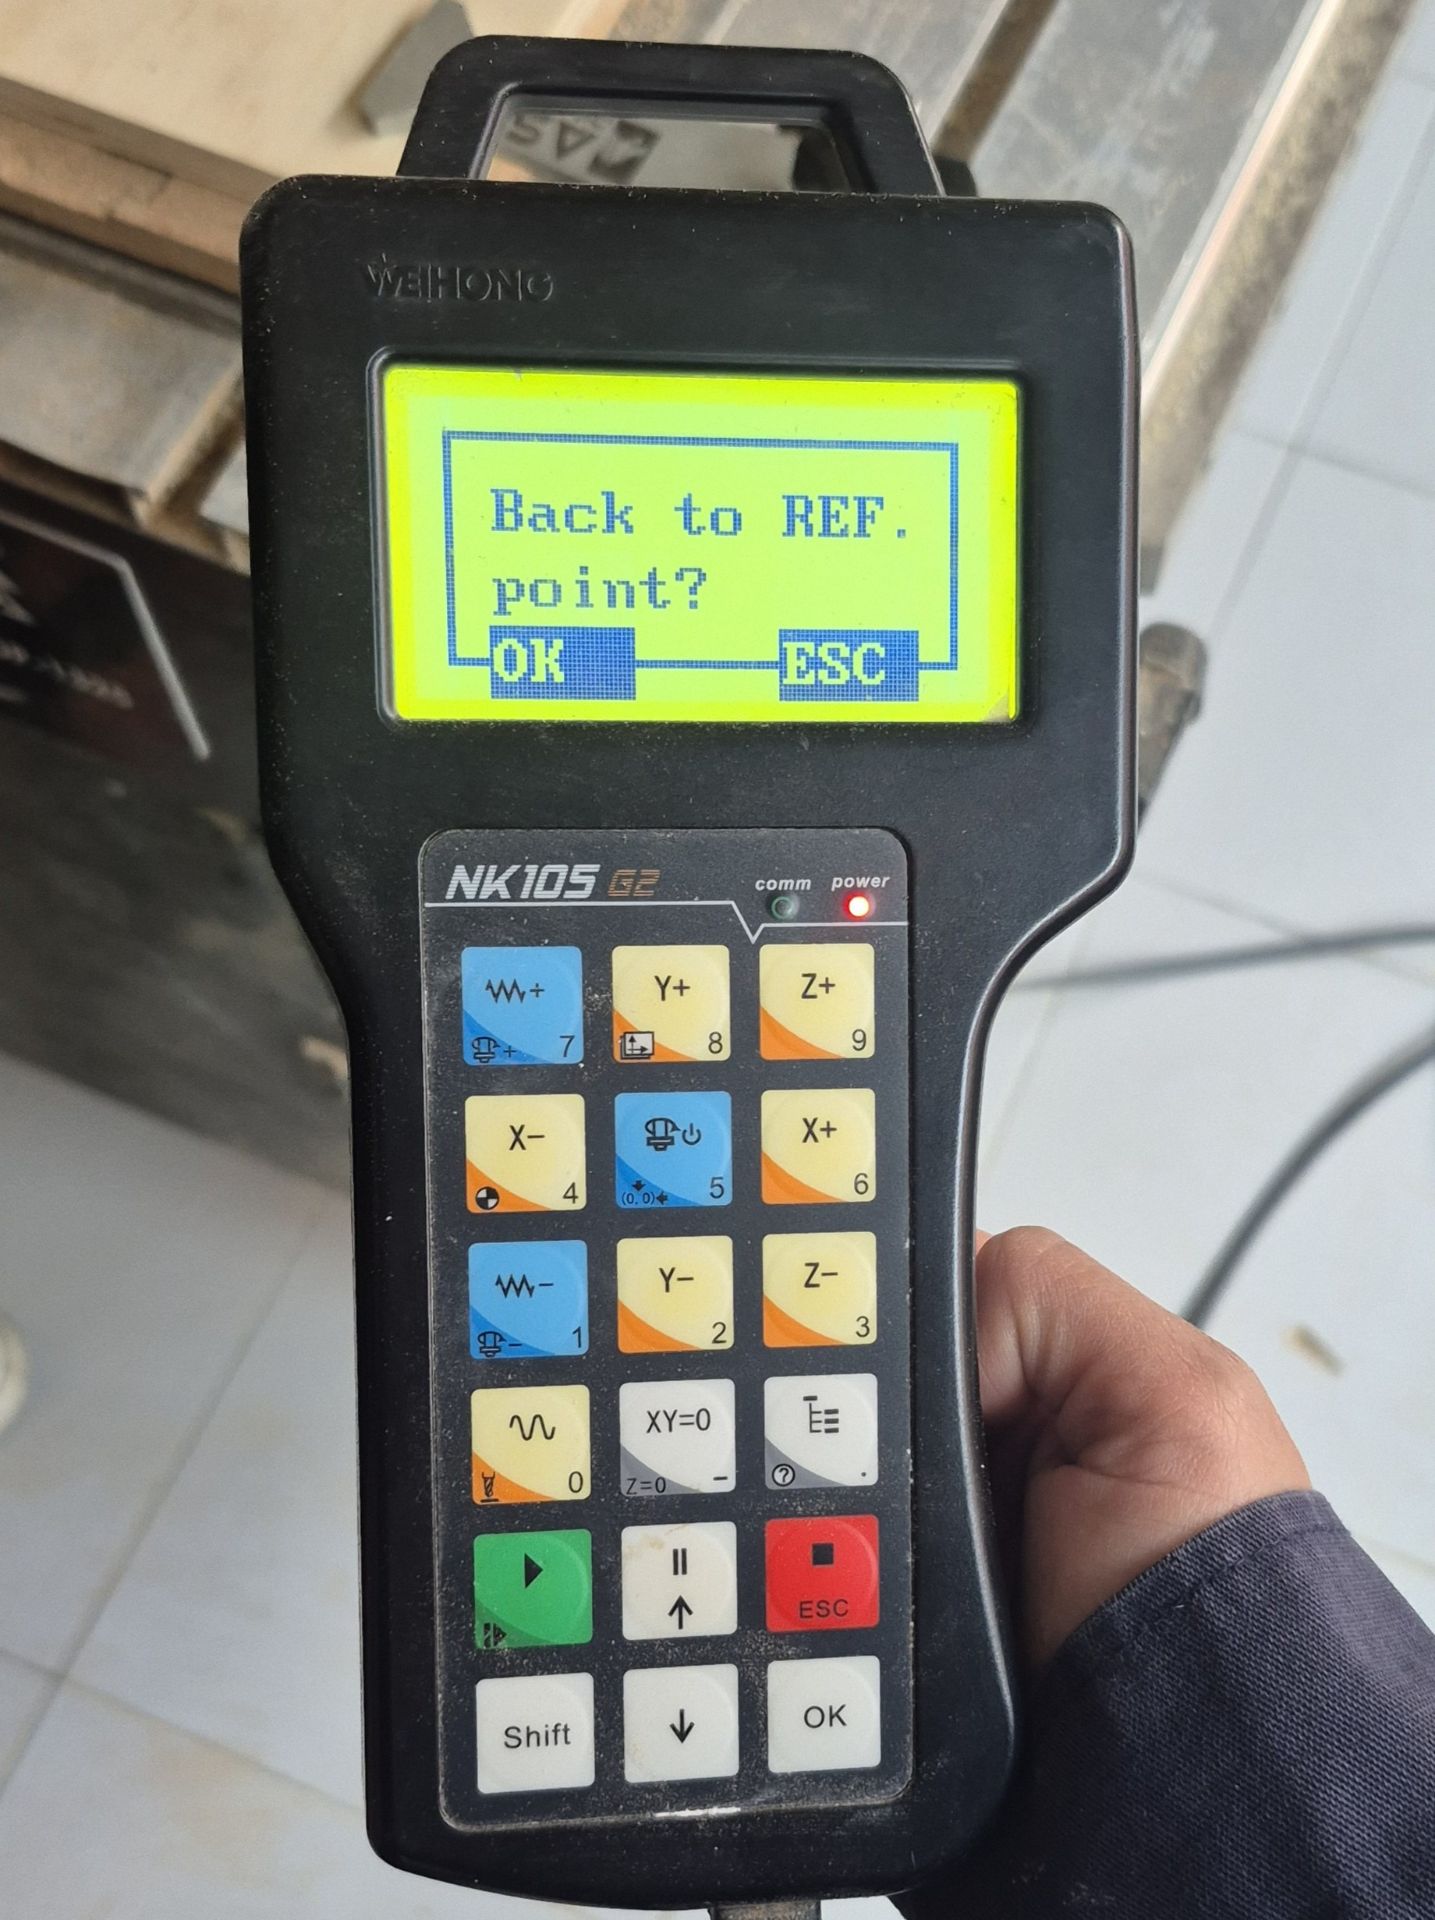 WEIHONG
Back to REF.
point?
OK ESC
NK105 G2
comm power
+ Y+ Z+
+ 7 8 9
X- X+
4 (0,0) 5 6
- Y- Z-
- 1 2 3
XY=0
0 Z=0 - ? .
ESC
Shift OK